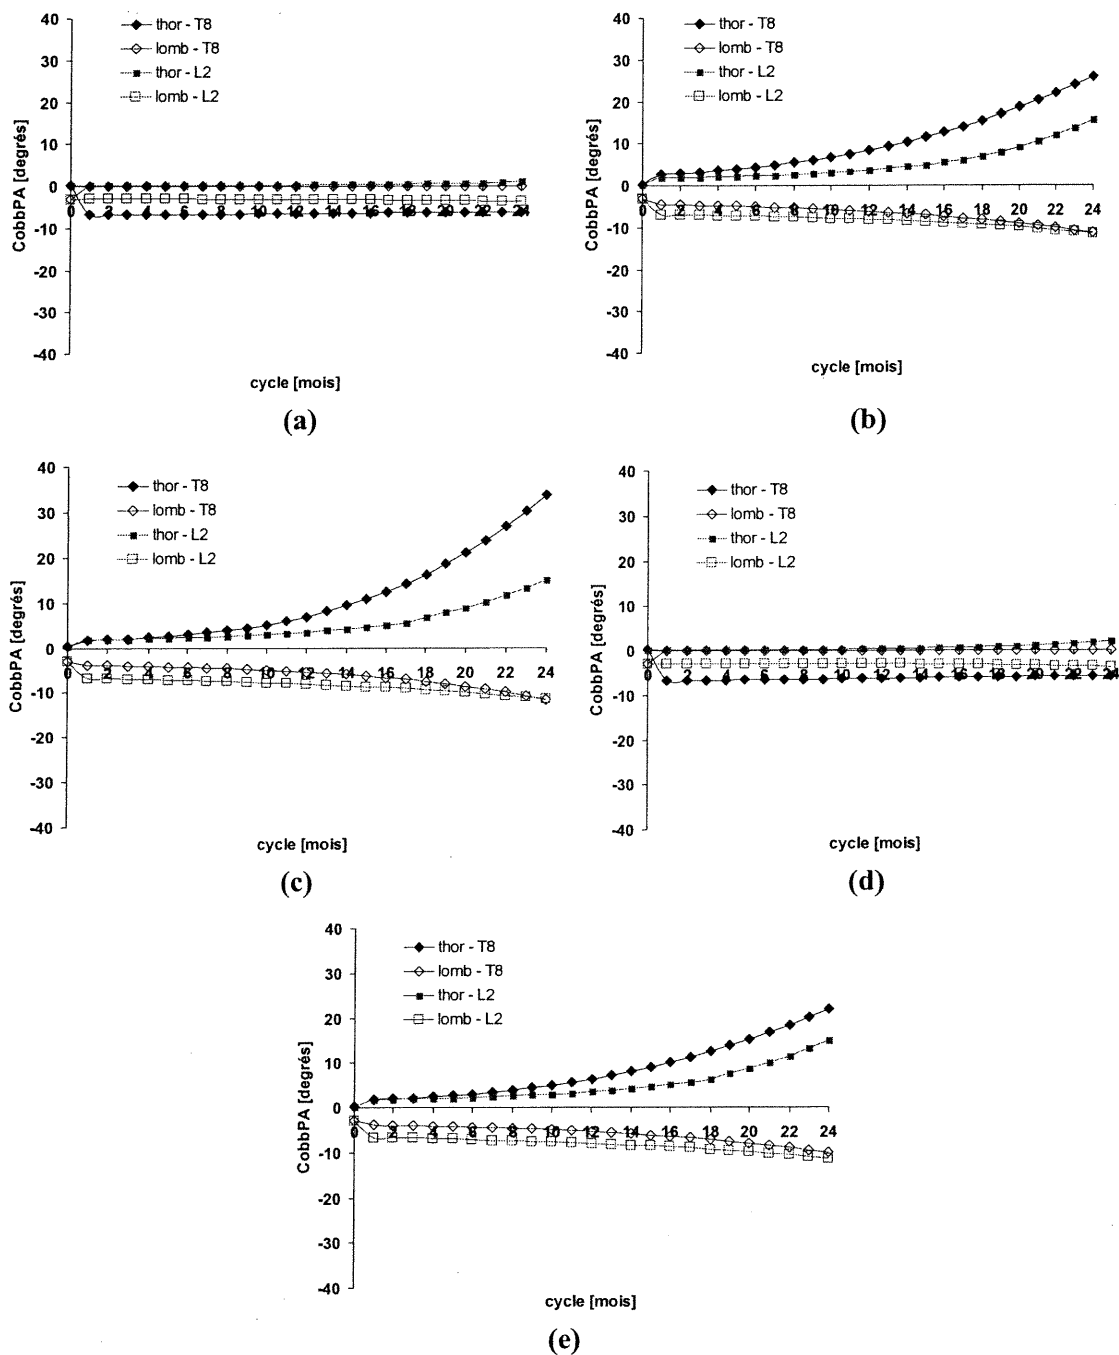 40
30
20
10
0
-10
-20
-30
-40
CobbPA [degrés]
thor - T8
lomb - T8
thor - L2
lomb - L2
0 2 4 6 8 10 12 14 16 18 20 22 24
cycle [mois]
(a)
40
30
20
10
0
-10
-20
-30
-40
CobbPA [degrés]
thor - T8
lomb - T8
thor - L2
lomb - L2
0 2 4 6 8 10 12 14 16 18 20 22 24
cycle [mois]
(b)
40
30
20
10
0
-10
-20
-30
-40
CobbPA [degrés]
thor - T8
lomb - T8
thor - L2
lomb - L2
0 2 4 6 8 10 12 14 16 18 20 22 24
cycle [mois]
(c)
40
30
20
10
0
-10
-20
-30
-40
CobbPA [degrés]
thor - T8
lomb - T8
thor - L2
lomb - L2
0 2 4 6 8 10 12 14 16 18 20 22 24
cycle [mois]
(d)
40
30
20
10
0
-10
-20
-30
-40
CobbPA [degrés]
thor - T8
lomb - T8
thor - L2
lomb - L2
0 2 4 6 8 10 12 14 16 18 20 22 24
cycle [mois]
(e)